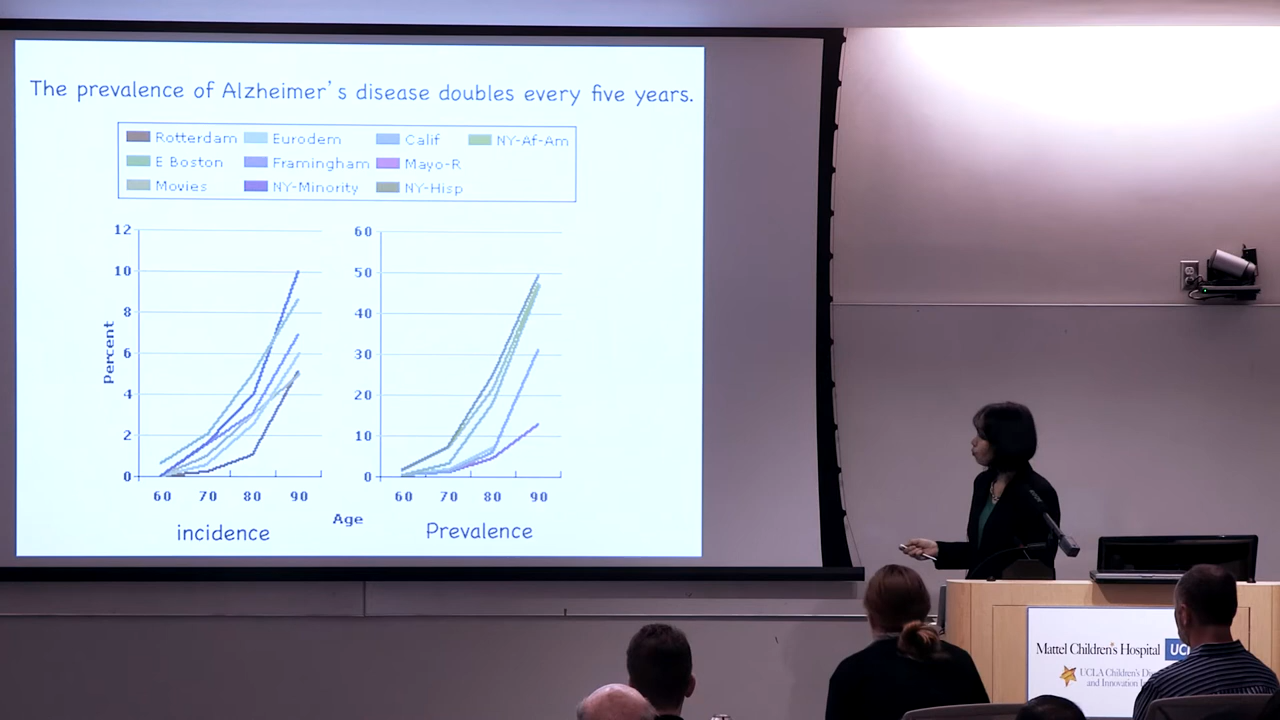 The prevalence of Alzheimer's disease doubles every five years.
Rotterdam Eurodem Calif NY-Af-Am
E Boston Framingham Mayo-R
Movies NY-Minority NY-Hisp
12 60
10 50
8 40
6 30
4 20
2 10
0 0
Percent
60 70 80 90 60 70 80 90
Age
incidence Prevalence
Mattel Children's Hospital
UCLA Children's
and Innovation